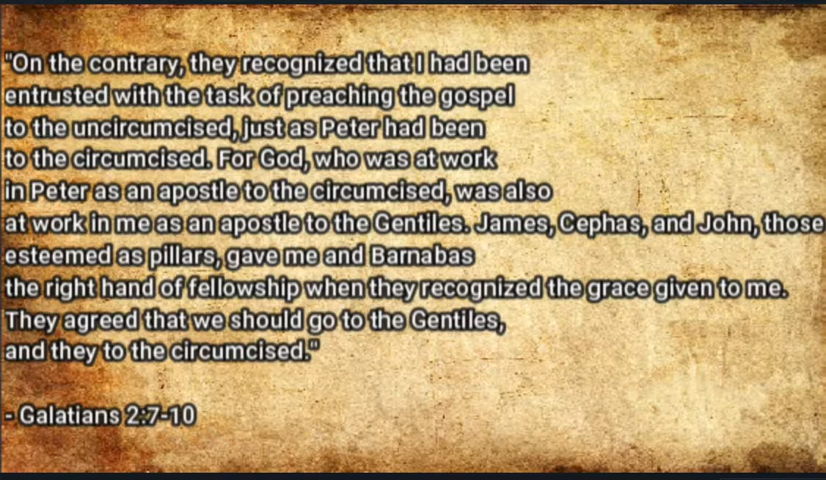 "On the contrary, they recognized that I had been
entrusted with the task of preaching the gospel
to the uncircumcised, just as Peter had been
to the circumcised. For God, who was at work
in Peter as an apostle to the circumcised, was also
at work in me as an apostle to the Gentiles. James, Cephas, and John, those
esteemed as pillars, gave me and Barnabas
the right hand of fellowship when they recognized the grace given to me.
They agreed that we should go to the Gentiles,
and they to the circumcised."
- Galatians 2:7-10